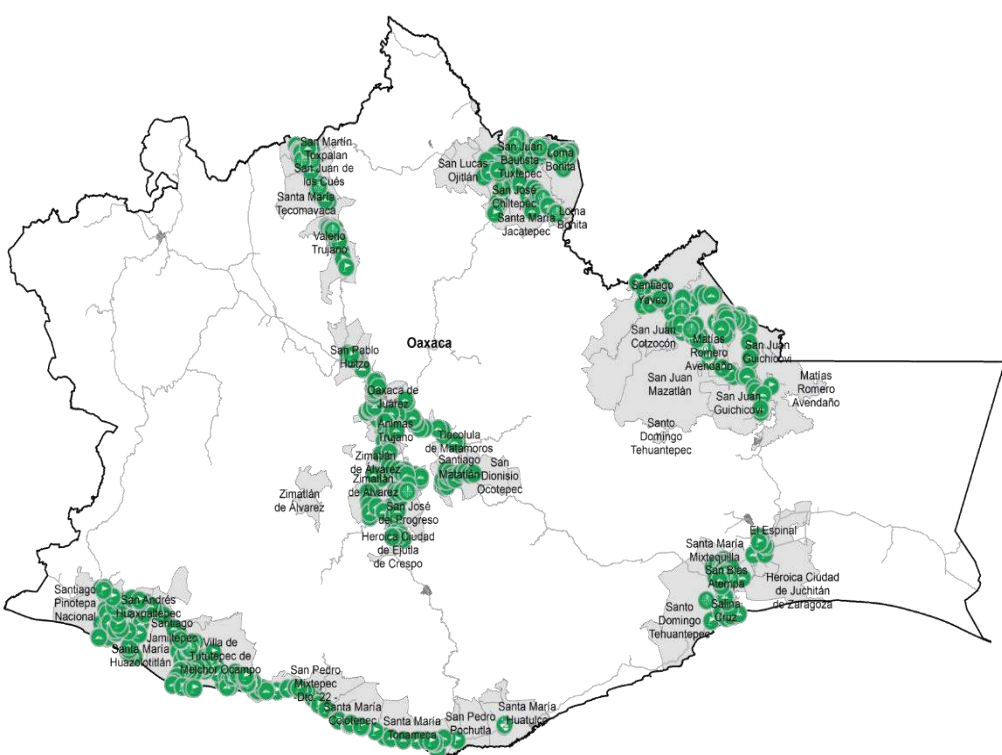 San Martín
Toxpalan
San Juan de
los Cués
Santa María
Tecomavaca
Valerio
Trujano
San Lucas
Ojitlán
San Juan
Bautista
Tuxtepec
Loma
Bonita
San José
Chiltepec
Santa María
Jacatepec
Loma
Bonita
Santiago
Yaveo
San Juan
Cotzocón
Matías
Romero
Avendaño
San Juan
Guichicovi
San Juan
Mazatlán
San Juan
Guichicovi
Matías
Romero
Avendaño
Santo
Domingo
Tehuantepec
San Pablo
Huitzo
Oaxaca
Oaxaca de
Juárez
Ánimas
Trujano
Tlacolula
de Matamoros
Zimatlán
de Álvarez
Santiago
Matatlán
San
Dionisio
Ocotepec
Zimatlán
de Álvarez
Zimatlán
de Álvarez
San José
del Progreso
Heroica Ciudad
de Ejutla
de Crespo
El Espinal
Santa María
Mixtequilla
San Blas
Atempa
Heroica Ciudad
de Juchitán
de Zaragoza
Santo
Domingo
Tehuantepec
Salina
Cruz
Santiago
Pinotepa
Nacional
San Andrés
Huaxpaltepec
Santiago
Jamiltepec
Santa María
Huazolotitlán
Villa de
Tututepec de
Melchor Ocampo
San Pedro
Mixtepec
-Dto. 22 -
Santa María
Colotepec
Santa María
Tonameca
San Pedro
Pochutla
Santa María
Huatulco